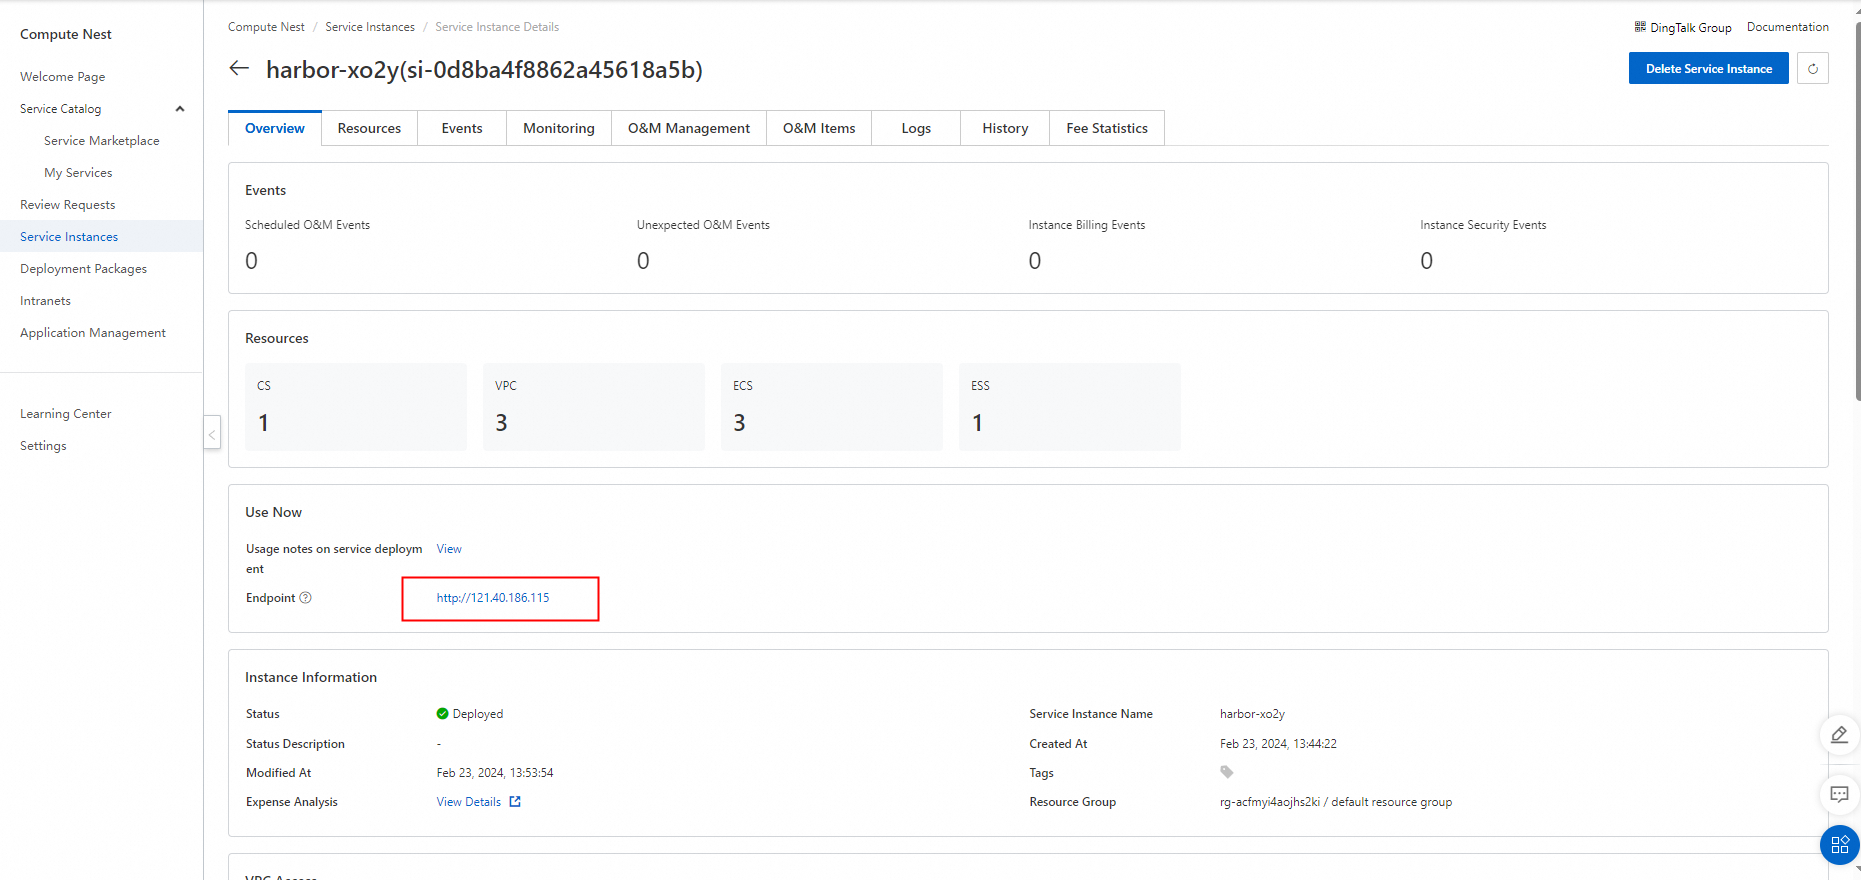 Compute Nest
Welcome Page
Service Catalog
Service Marketplace
My Services
Review Requests
Service Instances
Deployment Packages
Intranets
Application Management
Learning Center
Settings
Compute Nest / Service Instances / Service Instance Details
DingTalk Group Documentation
harbor-xo2y(si-0d8ba4f8862a45618a5b)
Delete Service Instance
Overview Resources Events Monitoring O&M Management O&M Items Logs History Fee Statistics
Events
Scheduled O&M Events Unexpected O&M Events Instance Billing Events Instance Security Events
0 0 0 0
Resources
CS VPC ECS ESS
1 3 3 1
Use Now
Usage notes on service deploym View
ent
Endpoint http://121.40.186.115
Instance Information
Status Deployed Service Instance Name harbor-xo2y
Status Description - Created At Feb 23, 2024, 13:44:22
Modified At Feb 23, 2024, 13:53:54 Tags
Expense Analysis View Details Resource Group rg-acfmyi4aojhs2ki / default resource group
VPC Access